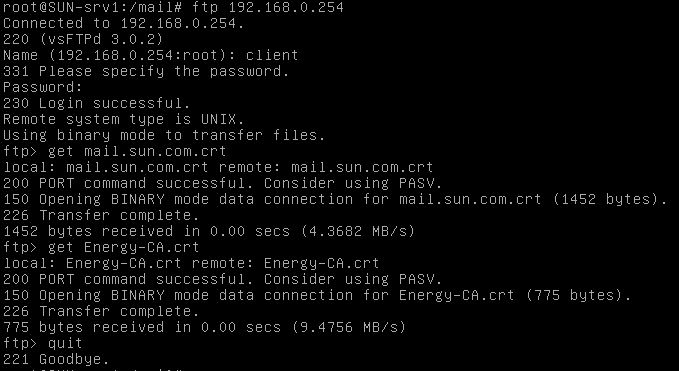 root@SUN-srv1:/mail# ftp 192.168.0.254
Connected to 192.168.0.254.
220 (vsFTPd 3.0.2)
Name (192.168.0.254:root): client
331 Please specify the password.
Password:
230 Login successful.
Remote system type is UNIX.
Using binary mode to transfer files.
ftp> get mail.sun.com.crt
local: mail.sun.com.crt remote: mail.sun.com.crt
200 PORT command successful. Consider using PASV.
150 Opening BINARY mode data connection for mail.sun.com.crt (1452 bytes).
226 Transfer complete.
1452 bytes received in 0.00 secs (4.3682 MB/s)
ftp> get Energy-CA.crt
local: Energy-CA.crt remote: Energy-CA.crt
200 PORT command successful. Consider using PASV.
150 Opening BINARY mode data connection for Energy-CA.crt (775 bytes).
226 Transfer complete.
775 bytes received in 0.00 secs (9.4756 MB/s)
ftp> quit
221 Goodbye.